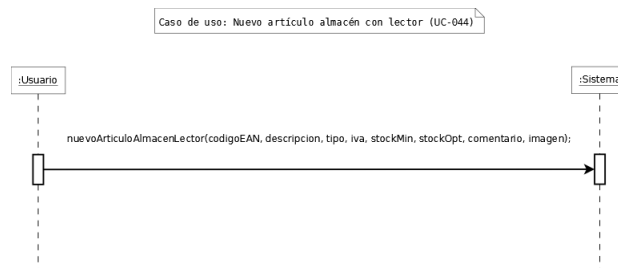 Caso de uso: Nuevo artículo almacén con lector (UC-044)
:Usuario
:Sistema
nuevoArticuloAlmacenLector(codigoEAN, descripcion, tipo, iva, stockMin, stockOpt, comentario, imagen);